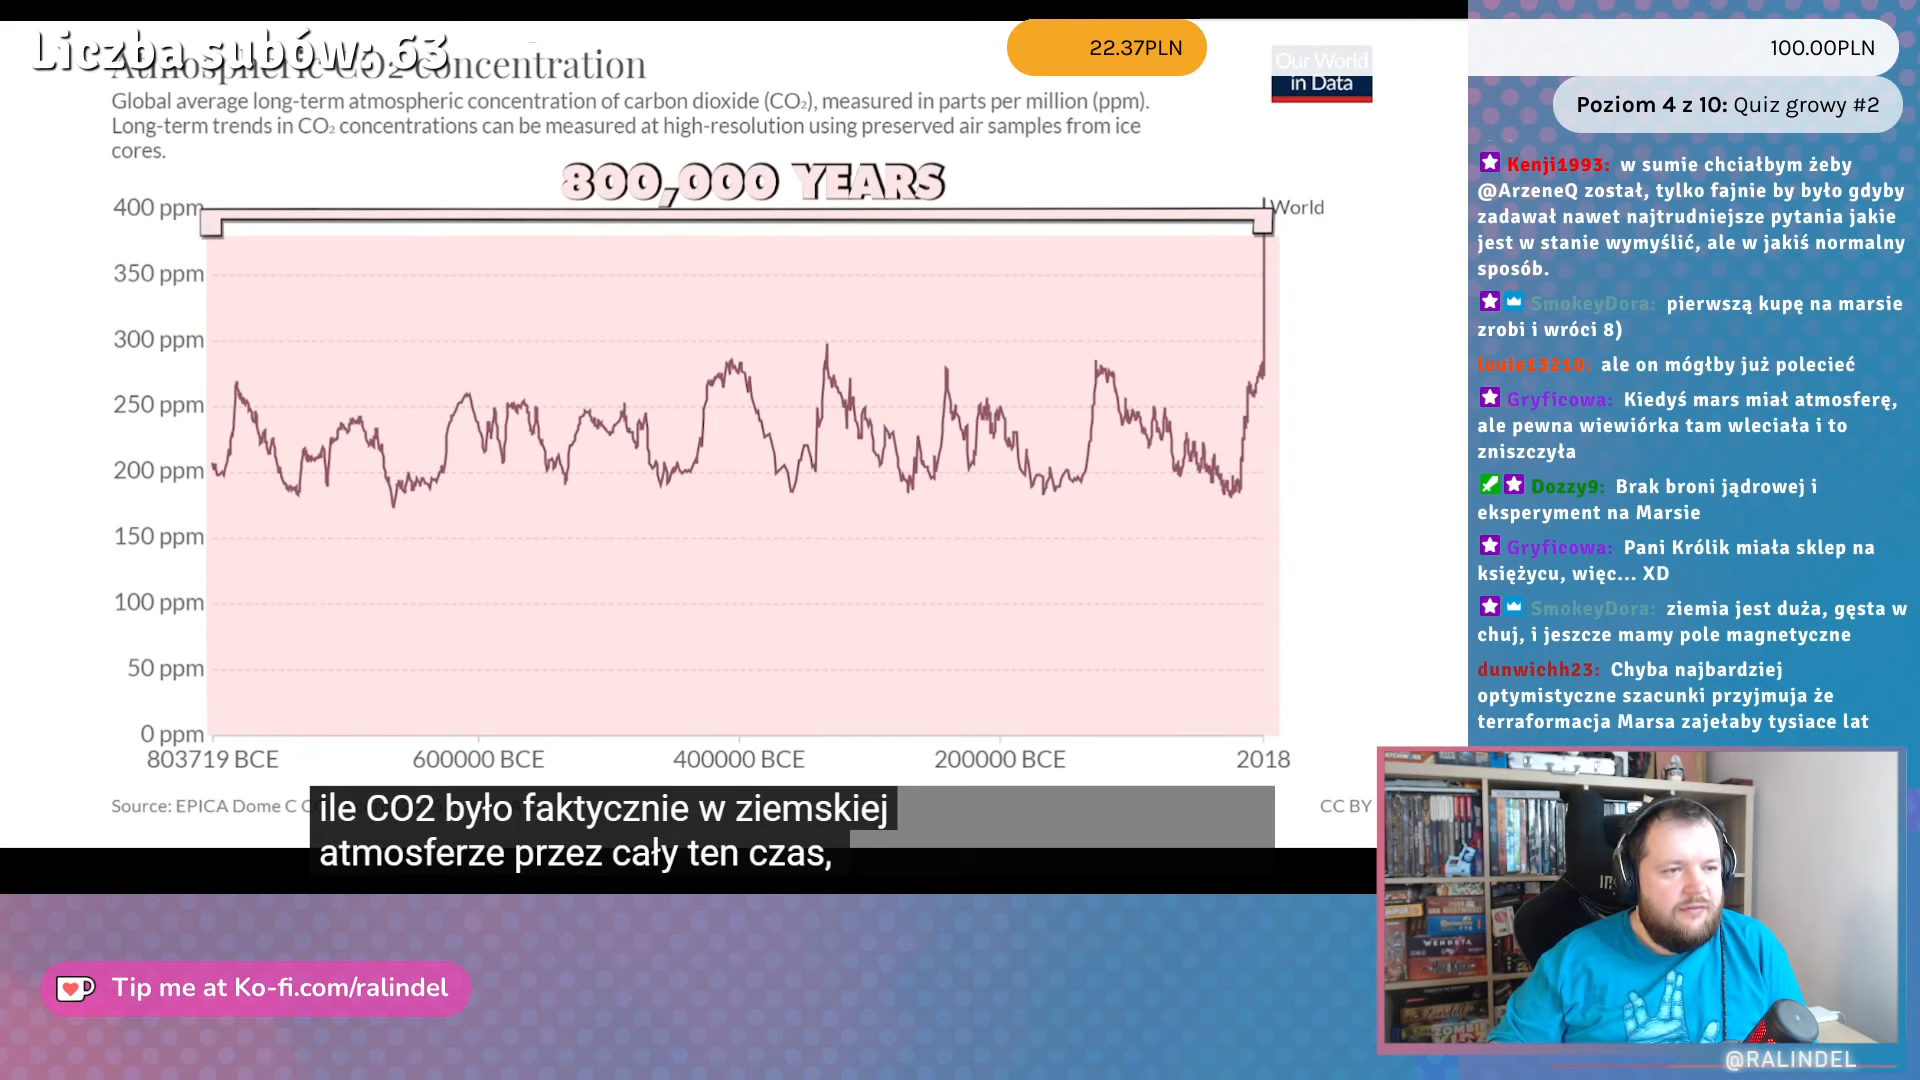 Liczba subów: 63
Atmospheric CO2 concentration
Global average long-term atmospheric concentration of carbon dioxide (CO₂), measured in parts per million (ppm).
Long-term trends in CO₂ concentrations can be measured at high-resolution using preserved air samples from ice
cores.
Our World
in Data
22.37PLN
100.00PLN
Poziom 4 z 10: Quiz growy #2
800,000 YEARS
World
400 ppm
350 ppm
300 ppm
250 ppm
200 ppm
150 ppm
100 ppm
50 ppm
0 ppm
803719 BCE
600000 BCE
400000 BCE
200000 BCE
2018
Source: EPICA Dome C
CC BY
ile CO2 było faktycznie w ziemskiej
atmosferze przez cały ten czas,
Kenji1993: w sumie chciałbym żeby
@ArzeneQ został, tylko fajnie by było gdyby
zadawał nawet najtrudniejsze pytania jakie
jest w stanie wymyślić, ale w jakiś normalny
sposób.
SmokeyDora: pierwszą kupę na marsie
zrobi i wróci 8)
louie13210: ale on mógłby już polecieć
Gryficowa: Kiedyś mars miał atmosferę,
ale pewna wiewiórka tam wleciała i to
zniszczyła
Dozzy9: Brak broni jądrowej i
eksperyment na Marsie
Gryficowa: Pani Królik miała sklep na
księżycu, więc... XD
SmokeyDora: ziemia jest duża, gęsta w
chuj, i jeszcze mamy pole magnetyczne
dunwichh23: Chyba najbardziej
optymistyczne szacunki przyjmuja że
terraformacja Marsa zajełaby tysiace lat
WENDETA
ZOMBIE
Tip me at Ko-fi.com/ralindel
@RALINDEL